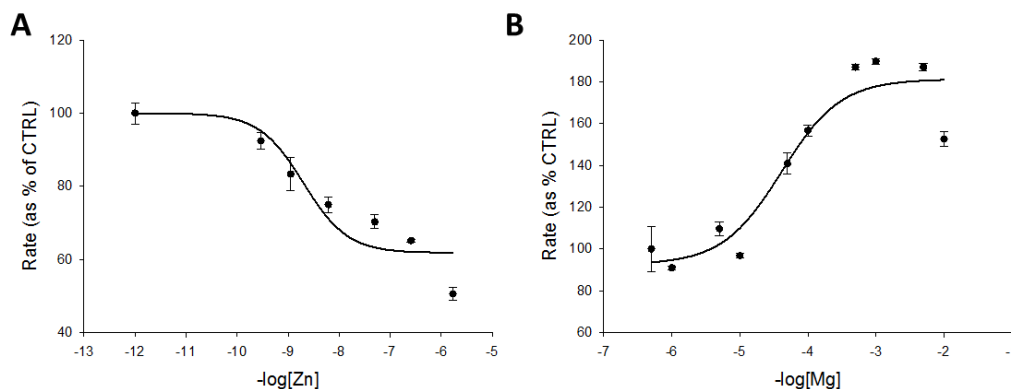 A
120
100
80
60
40
Rate (as % of CTRL)
-13 -12 -11 -10 -9 -8 -7 -6 -5
-log[Zn]
B
200
180
160
140
120
100
80
60
Rate (as % CTRL)
-7 -6 -5 -4 -3 -2
-log[Mg]